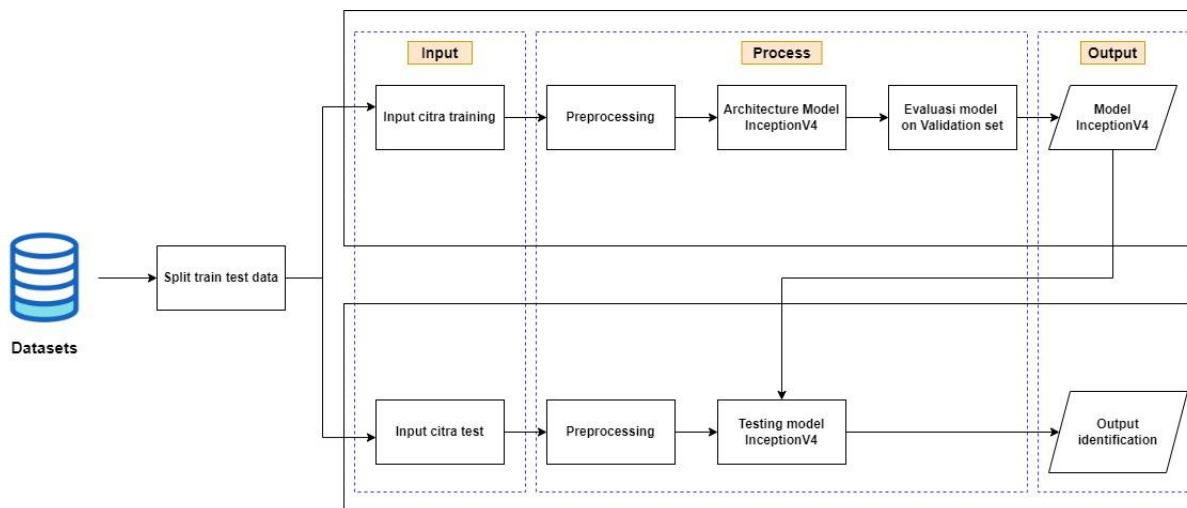 Input
Process
Output
Input citra training
Preprocessing
Architecture Model
InceptionV4
Evaluasi model
on Validation set
Model
InceptionV4
Datasets
Split train test data
Input citra test
Preprocessing
Testing model
InceptionV4
Output
identification